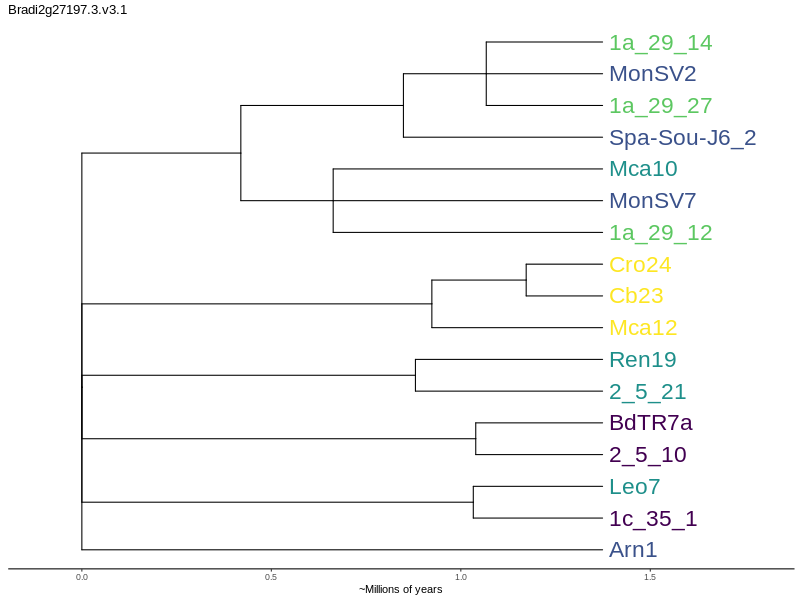 Bradi2g27197.3.v3.1
1a_29_14
MonSV2
1a_29_27
Spa-Sou-J6_2
Mca10
MonSV7
1a_29_12
Cro24
Cb23
Mca12
Ren19
2_5_21
BdTR7a
2_5_10
Leo7
1c_35_1
Arn1
0.0 0.5 1.0 1.5
~Millions of years